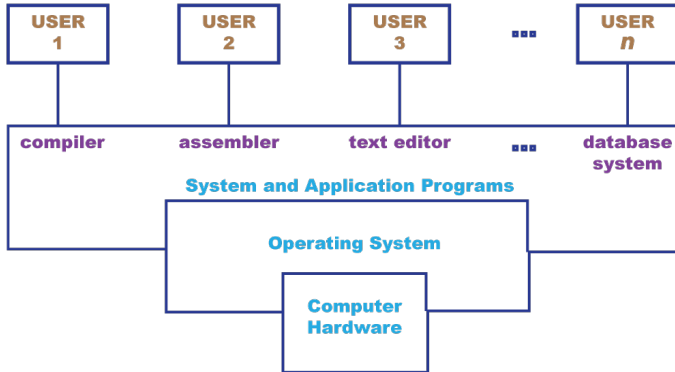 USER
1
USER
2
USER
3
USER
n
compiler
assembler
text editor
database
system
System and Application Programs
Operating System
Computer
Hardware